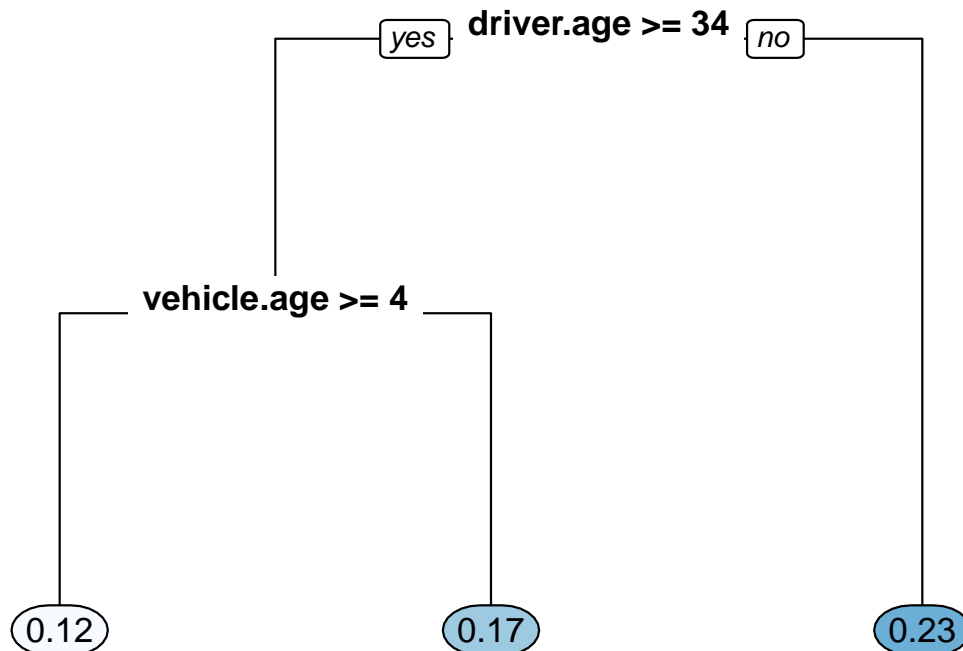 driver.age >= 34
yes
no
vehicle.age >= 4
0.12
0.17
0.23